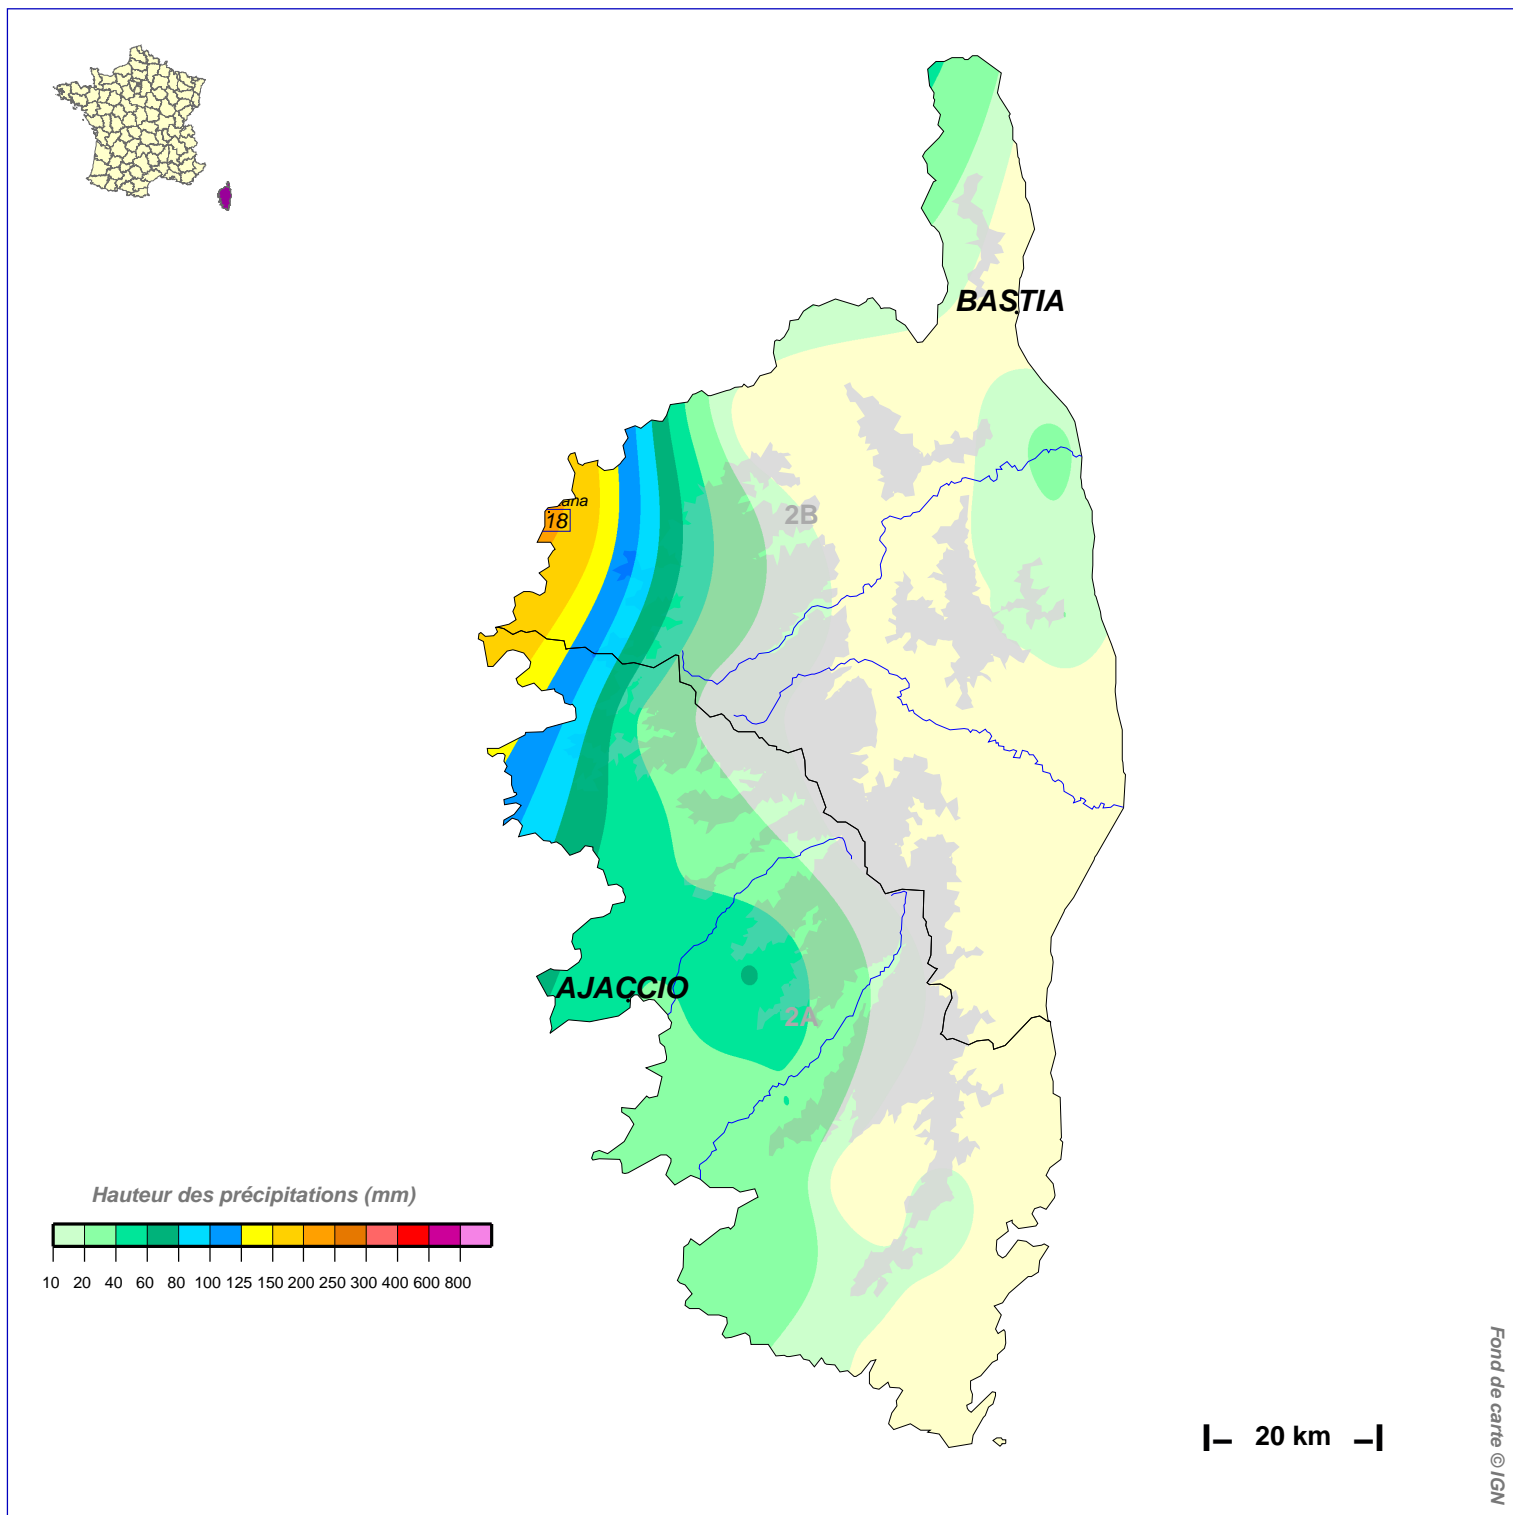 BASTIA
2B
18
2A
AJACCIO
Hauteur des précipitations (mm)
10 20 40 60 80 100 125 150 200 250 300 400 600 800
20 km
Fond de carte © IGN